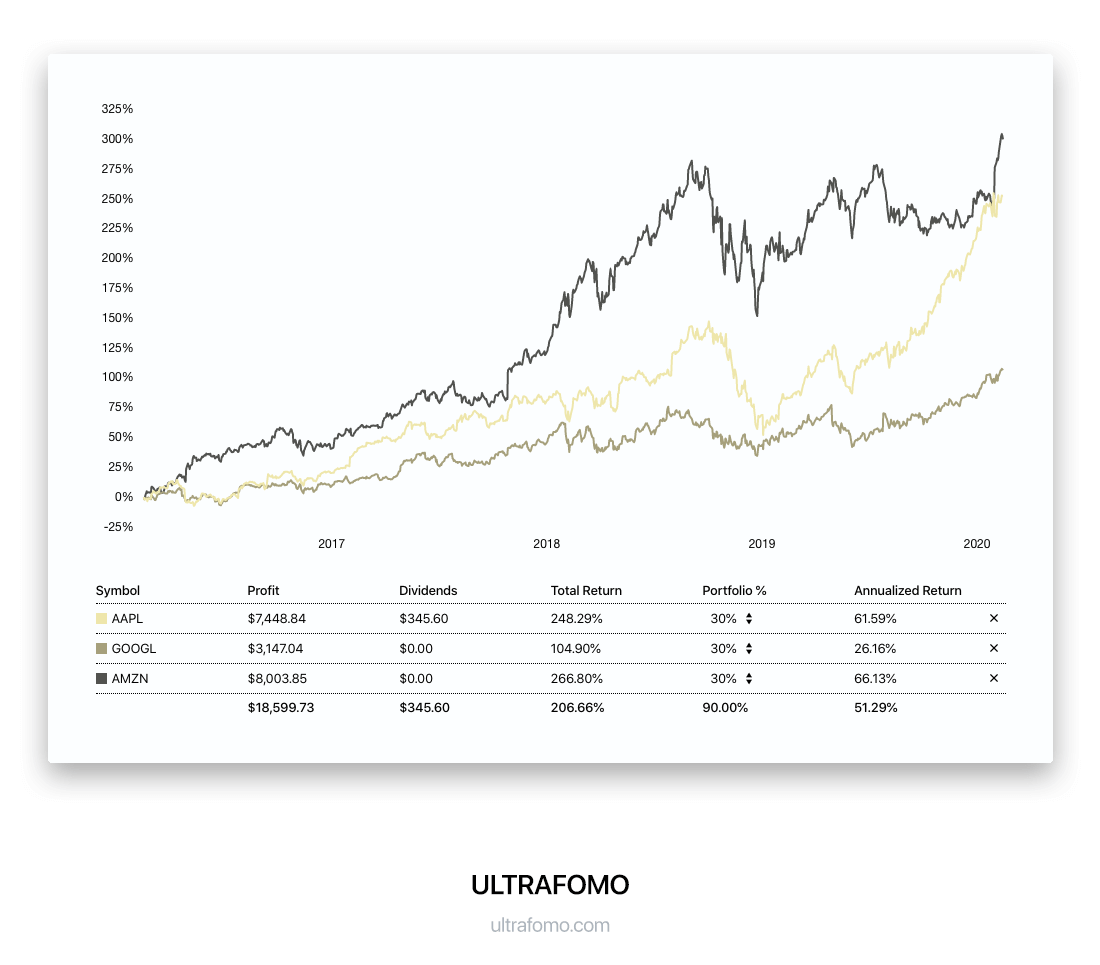 325%
300%
275%
250%
225%
200%
175%
150%
125%
100%
75%
50%
25%
0%
-25%
2017 2018 2019 2020
Symbol Profit Dividends Total Return Portfolio % Annualized Return
AAPL $7,448.84 $345.60 248.29% 30% 61.59% ×
GOOGL $3,147.04 $0.00 104.90% 30% 26.16% ×
AMZN $8,003.85 $0.00 266.80% 30% 66.13% ×
$18,599.73 $345.60 206.66% 90.00% 51.29%
ULTRAFOMO
ultrafomo.com